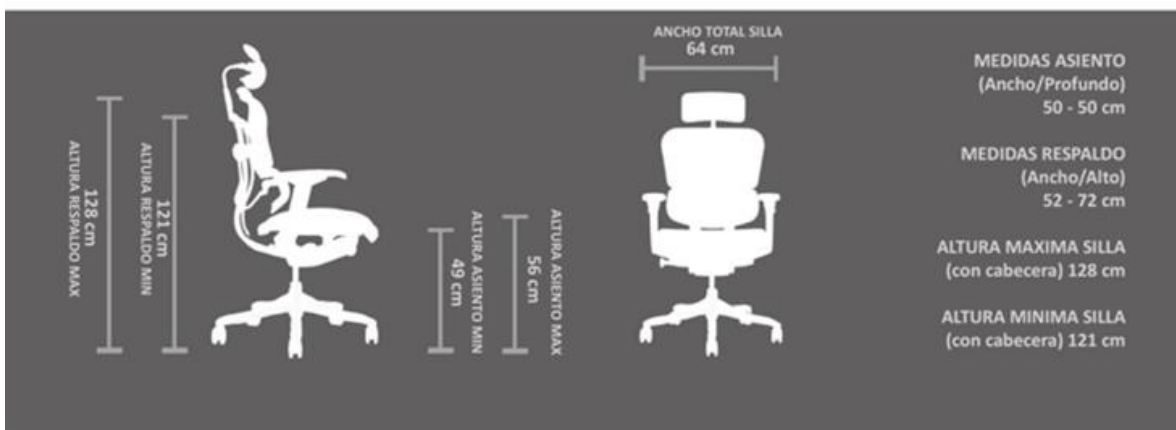 ANCHO TOTAL SILLA
64 cm
128 cm
ALTURA RESPALDO MAX
121 cm
ALTURA RESPALDO MIN
ALTURA ASIENTO MIN
49 cm
ALTURA ASIENTO MAX
56 cm
MEDIDAS ASIENTO
(Ancho/Profundo)
50 - 50 cm
MEDIDAS RESPALDO
(Ancho/Alto)
52 - 72 cm
ALTURA MAXIMA SILLA
(con cabecera) 128 cm
ALTURA MINIMA SILLA
(con cabecera) 121 cm